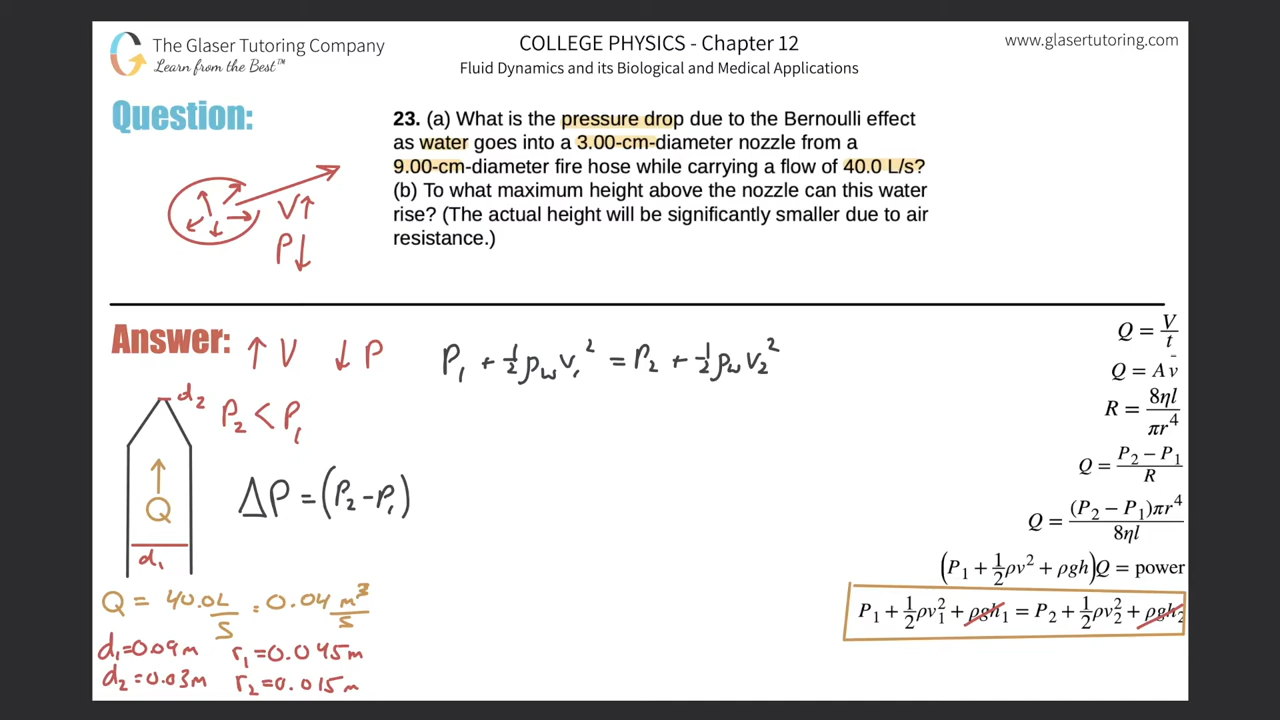 The Glaser Tutoring Company
Learn from the Best™
COLLEGE PHYSICS - Chapter 12
Fluid Dynamics and its Biological and Medical Applications
www.glasertutoring.com
Question:
23. (a) What is the pressure drop due to the Bernoulli effect
as water goes into a 3.00-cm-diameter nozzle from a
9.00-cm-diameter fire hose while carrying a flow of 40.0 L/s?
(b) To what maximum height above the nozzle can this water
rise? (The actual height will be significantly smaller due to air
resistance.)
V↑
P↓
Answer:
↑ V ↓ P
P₁ + ½ρwv₁² = P₂ + ½ρwv₂²
d₂
P₂ < P₁
ΔP = (P₂ - P₁)
Q
d₁
Q = 40.0L/s = 0.04 m³/s
d₁=0.09m r₁=0.045m
d₂=0.03m r₂=0.015m
Q = V/t
Q = A v̄
R = 8ηl/πr⁴
Q = P₂ − P₁/R
Q = (P₂ − P₁)πr⁴/8ηl
(P₁ + ½ρv² + ρgh)Q = power
P₁ + ½ρv₁² + ρgh₁ = P₂ + ½ρv₂² + ρgh₂